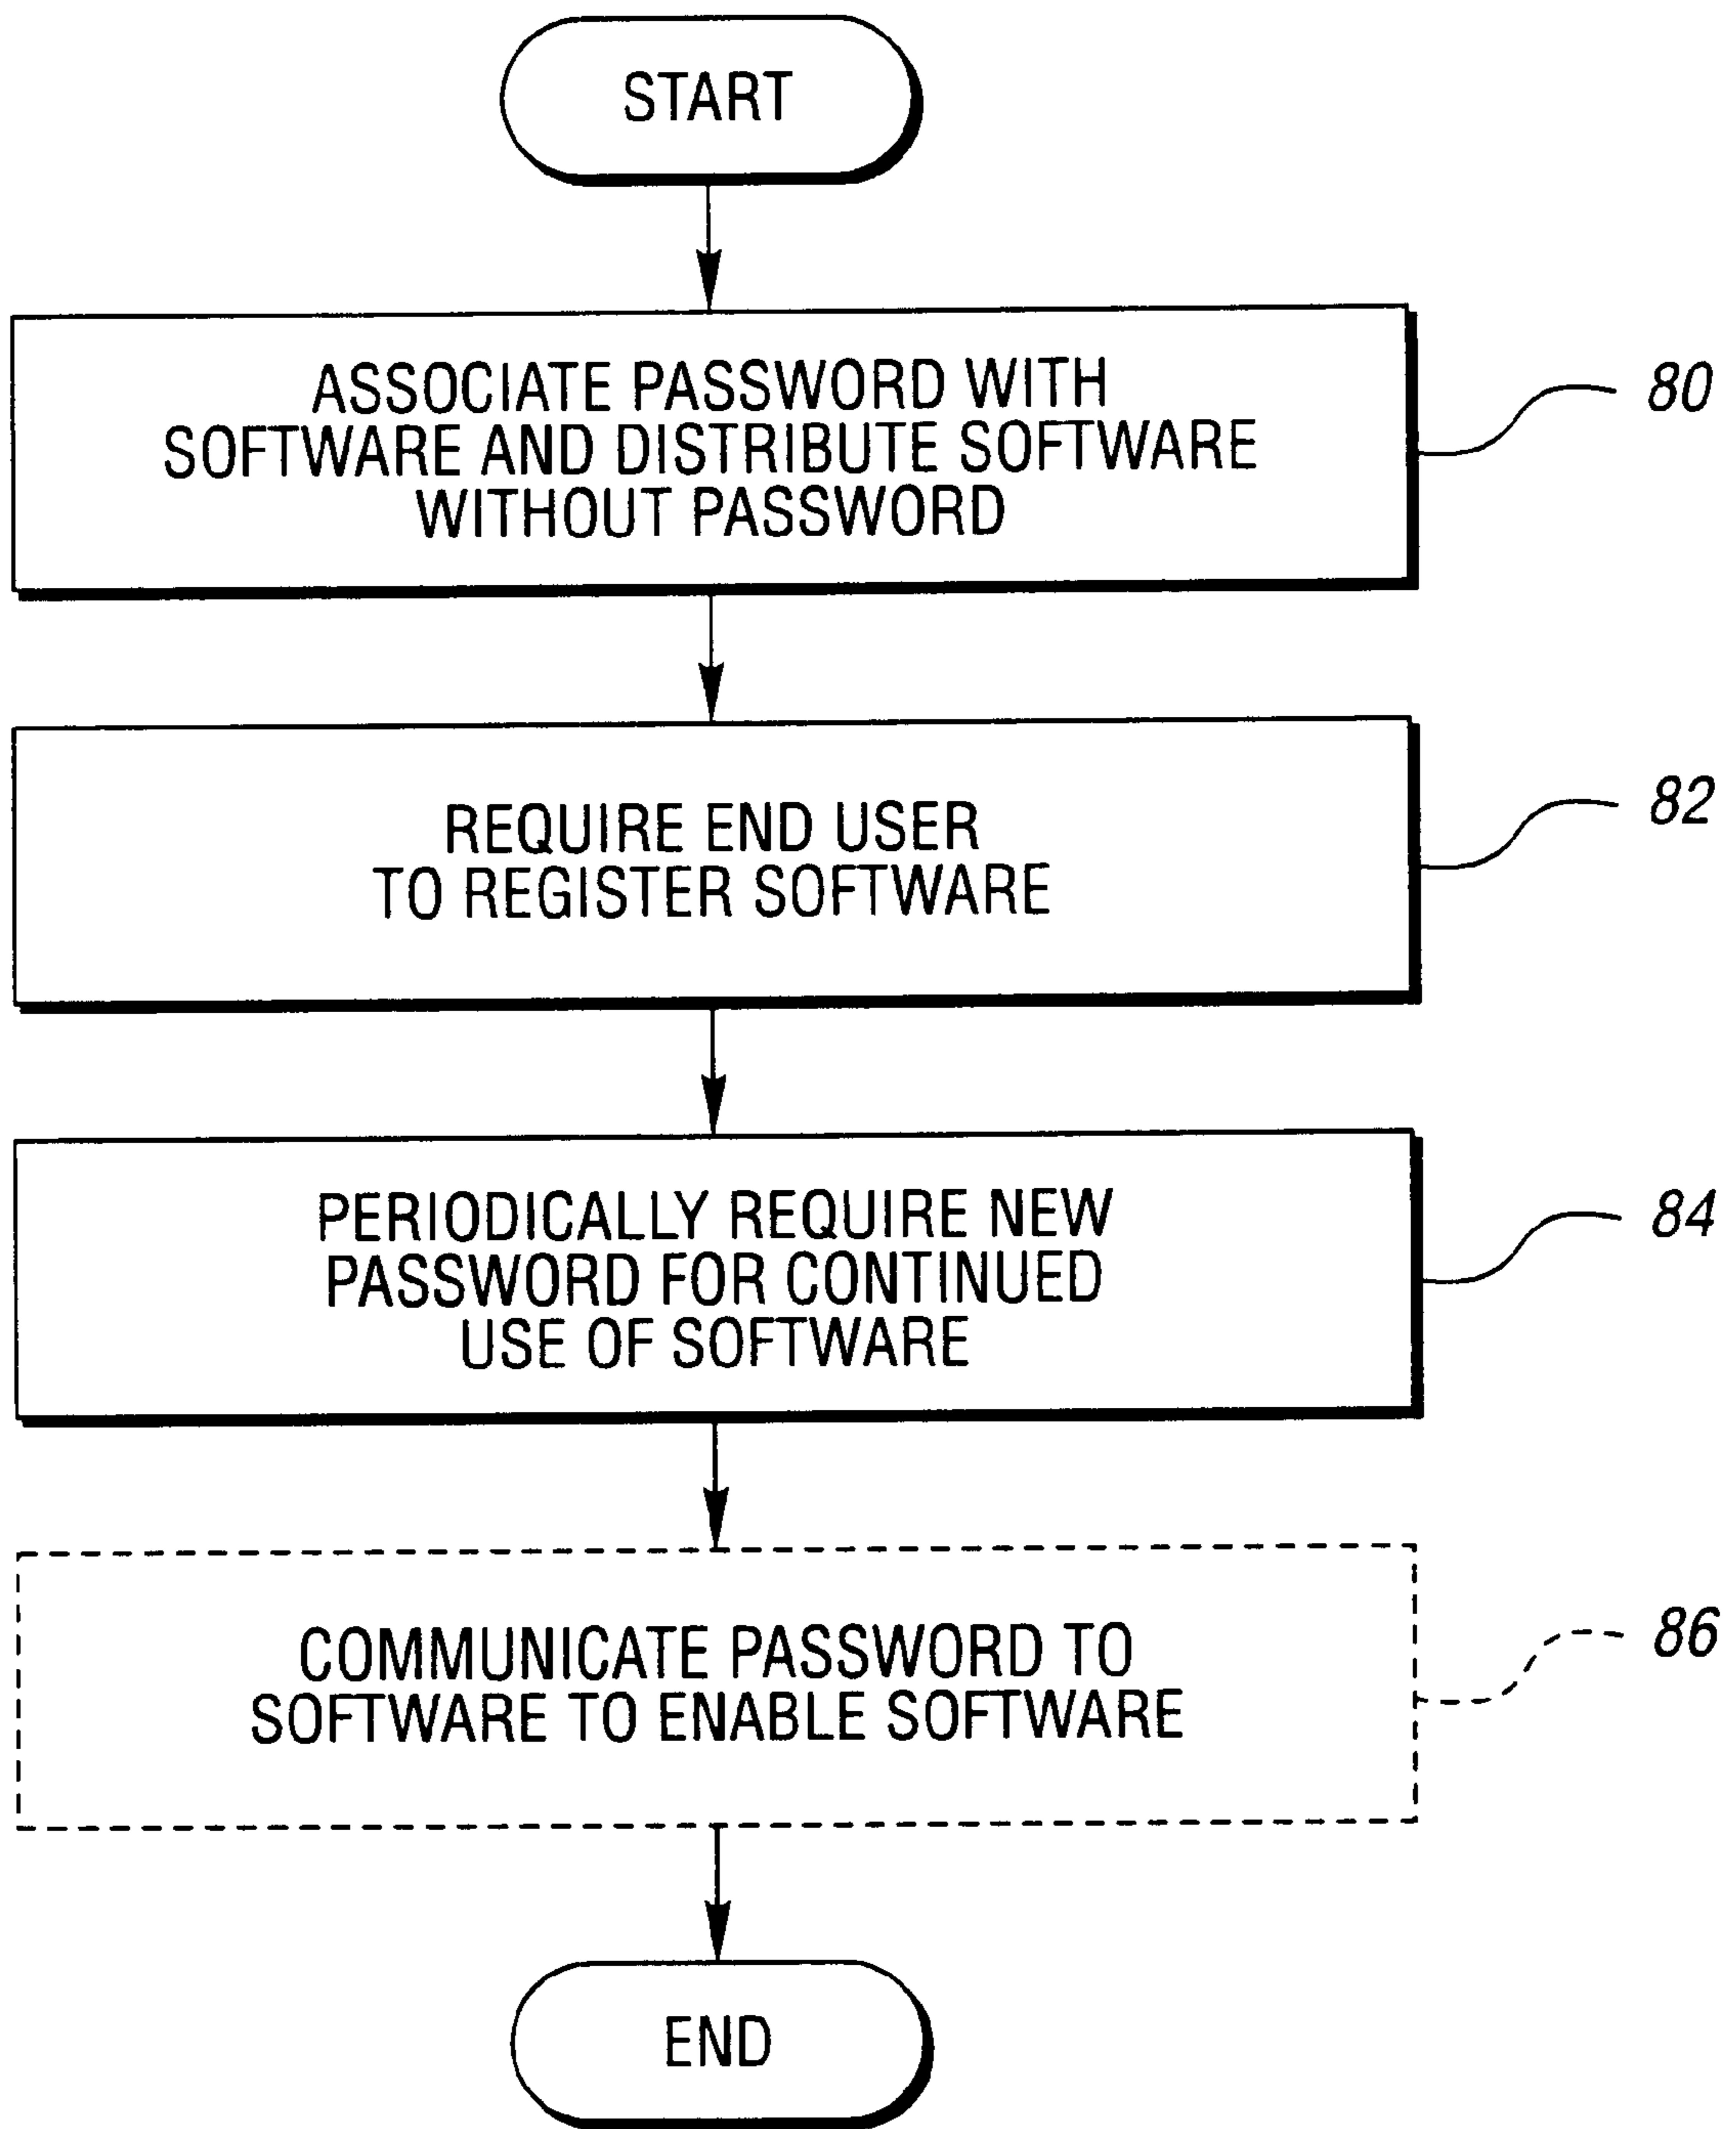 START
ASSOCIATE PASSWORD WITH
SOFTWARE AND DISTRIBUTE SOFTWARE
WITHOUT PASSWORD
80
REQUIRE END USER
TO REGISTER SOFTWARE
82
PERIODICALLY REQUIRE NEW
PASSWORD FOR CONTINUED
USE OF SOFTWARE
84
COMMUNICATE PASSWORD TO
SOFTWARE TO ENABLE SOFTWARE
86
END